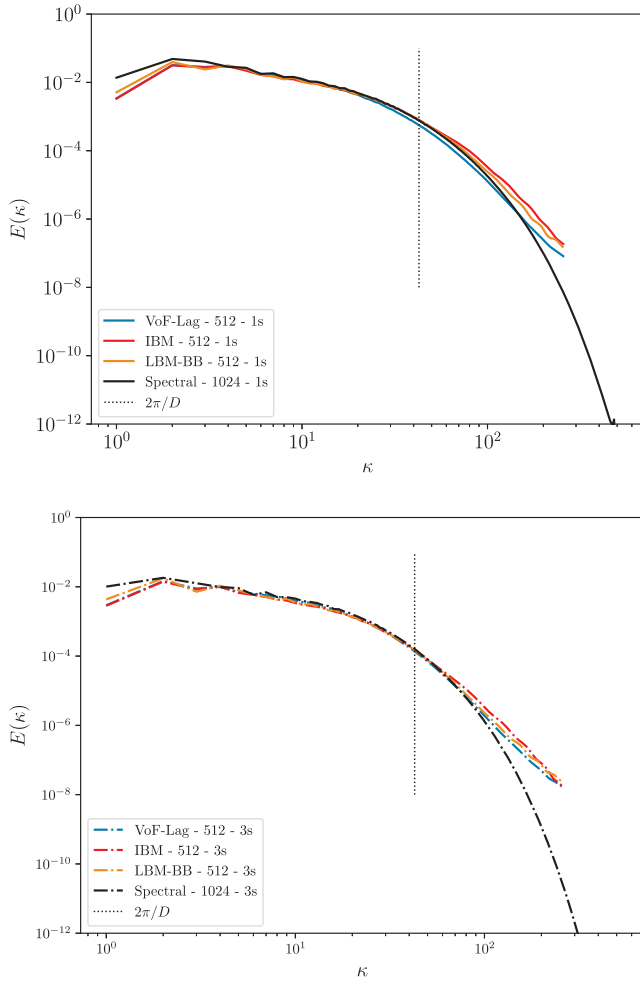 10^0
10^−2
10^−4
10^−6
10^−8
10^−10
10^−12
E(κ)
VoF-Lag - 512 - 1s
IBM - 512 - 1s
LBM-BB - 512 - 1s
Spectral - 1024 - 1s
2π/D
10^0 10^1 10^2
κ
10^0
10^−2
10^−4
10^−6
10^−8
10^−10
10^−12
E(κ)
VoF-Lag - 512 - 3s
IBM - 512 - 3s
LBM-BB - 512 - 3s
Spectral - 1024 - 3s
2π/D
10^0 10^1 10^2
κ